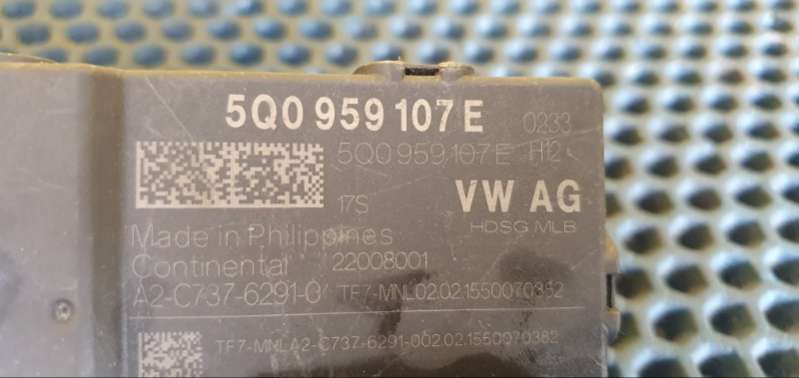 5Q0 959 107 E 0233
5Q0 959 107 E H12
17S VW AG
HDSG MLB
Made in Philippines
Continental 22008001
A2-C737-6291-0 TF7-MNL02.02.1550070382
TF7-MNLA2-C737-6291-002.02.1550070382